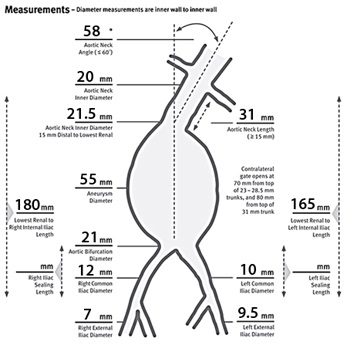 Measurements – Diameter measurements are inner wall to inner wall
58 °
Aortic Neck
Angle (≤ 60°)
20 mm
Aortic Neck
Inner Diameter
21.5 mm
Aortic Neck Inner Diameter
15 mm Distal to Lowest Renal
31 mm
Aortic Neck Length
(≥ 15 mm)
Contralateral
gate opens at
70 mm from top
of 23 – 28.5 mm
trunks, and 80 mm
from top of
31 mm trunk
55 mm
Aneurysm
Diameter
180 mm
Lowest Renal to
Right Internal Iliac
Length
165 mm
Lowest Renal to
Left Internal Iliac
Length
21 mm
Aortic Bifurcation
Diameter
mm
Right Iliac
Sealing
Length
12 mm
Right Common
Iliac Diameter
10 mm
Left Common
Iliac Diameter
mm
Left Iliac
Sealing
Length
7 mm
Right External
Iliac Diameter
9.5 mm
Left External
Iliac Diameter